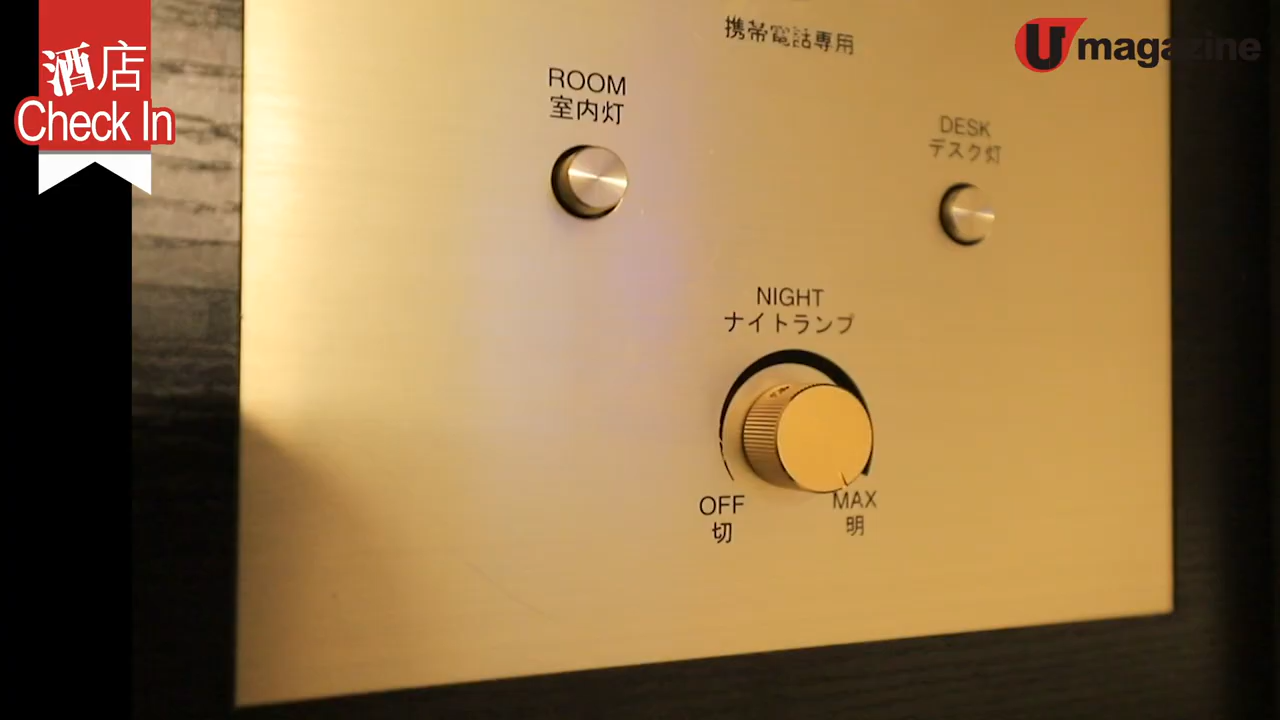 酒店
Check In
U magazine
携帯電話専用
ROOM
室内灯
DESK
デスク灯
NIGHT
ナイトランプ
OFF
切
MAX
明